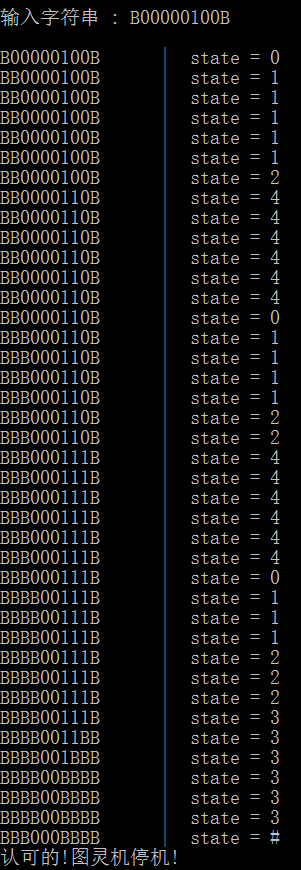 输入字符串 : B00000100B
B00000100B | state = 0
BB0000100B | state = 1
BB0000100B | state = 1
BB0000100B | state = 1
BB0000100B | state = 1
BB0000100B | state = 1
BB0000100B | state = 2
BB0000110B | state = 4
BB0000110B | state = 4
BB0000110B | state = 4
BB0000110B | state = 4
BB0000110B | state = 4
BB0000110B | state = 4
BB0000110B | state = 0
BBB000110B | state = 1
BBB000110B | state = 1
BBB000110B | state = 1
BBB000110B | state = 1
BBB000110B | state = 2
BBB000110B | state = 2
BBB000111B | state = 4
BBB000111B | state = 4
BBB000111B | state = 4
BBB000111B | state = 4
BBB000111B | state = 4
BBB000111B | state = 4
BBB000111B | state = 0
BBBB00111B | state = 1
BBBB00111B | state = 1
BBBB00111B | state = 1
BBBB00111B | state = 2
BBBB00111B | state = 2
BBBB00111B | state = 2
BBBB00111B | state = 3
BBBB0011BB | state = 3
BBBB001BBB | state = 3
BBBB00BBBB | state = 3
BBBB00BBBB | state = 3
BBBB00BBBB | state = 3
BBB000BBBB | state = #
认可的!图灵机停机!